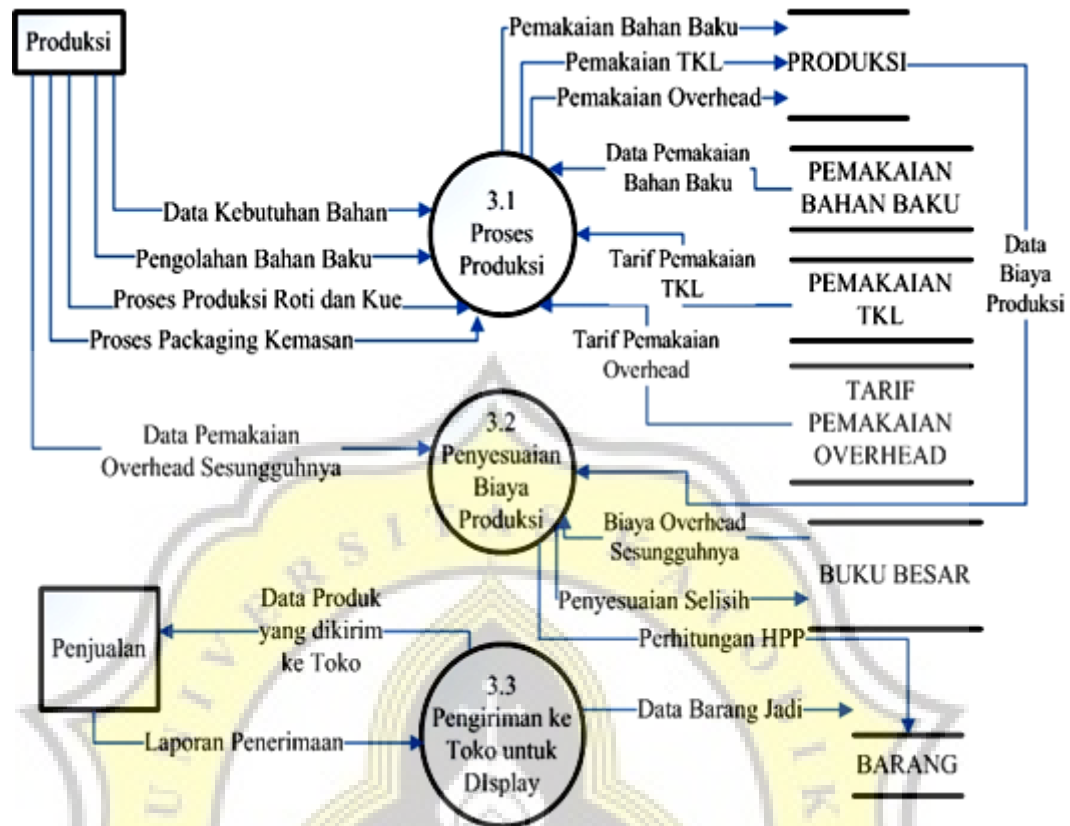 Produksi
Pemakaian Bahan Baku
Pemakaian TKL
Pemakaian Overhead
PRODUKSI
Data Pemakaian
Bahan Baku
PEMAKAIAN
BAHAN BAKU
3.1
Proses
Produksi
Data Kebutuhan Bahan
Pengolahan Bahan Baku
Proses Produksi Roti dan Kue
Proses Packaging Kemasan
Tarif Pemakaian
TKL
PEMAKAIAN
TKL
Data
Biaya
Produksi
Tarif Pemakaian
Overhead
TARIF
PEMAKAIAN
OVERHEAD
Data Pemakaian
Overhead Sesungguhnya
3.2
Penyesuaian
Biaya
Produksi
Biaya Overhead
Sesungguhnya
BUKU BESAR
Penyesuaian Selisih
Perhitungan HPP
Penjualan
Data Produk
yang dikirim
ke Toko
3.3
Pengiriman ke
Toko untuk
DIsplay
Data Barang Jadi
Laporan Penerimaan
BARANG
UNIVERSITAS KATOLIK